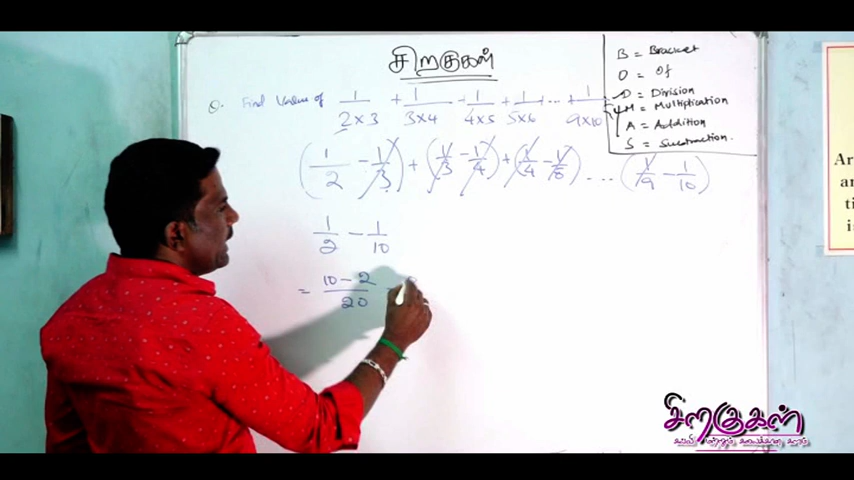 சிறகுகள்
B = Bracket
O = Of
D = Division
M = Multiplication
A = Addition
S = Subtraction.
Q. Find Value of 1/2×3 + 1/3×4 + 1/4×5 + 1/5×6 + ... + 1/9×10
(1/2 - 1/3) + (1/3 - 1/4) + (1/4 - 1/5) .... (1/9 - 1/10)
1/2 - 1/10
= 10-2/20
சிறகுகள்